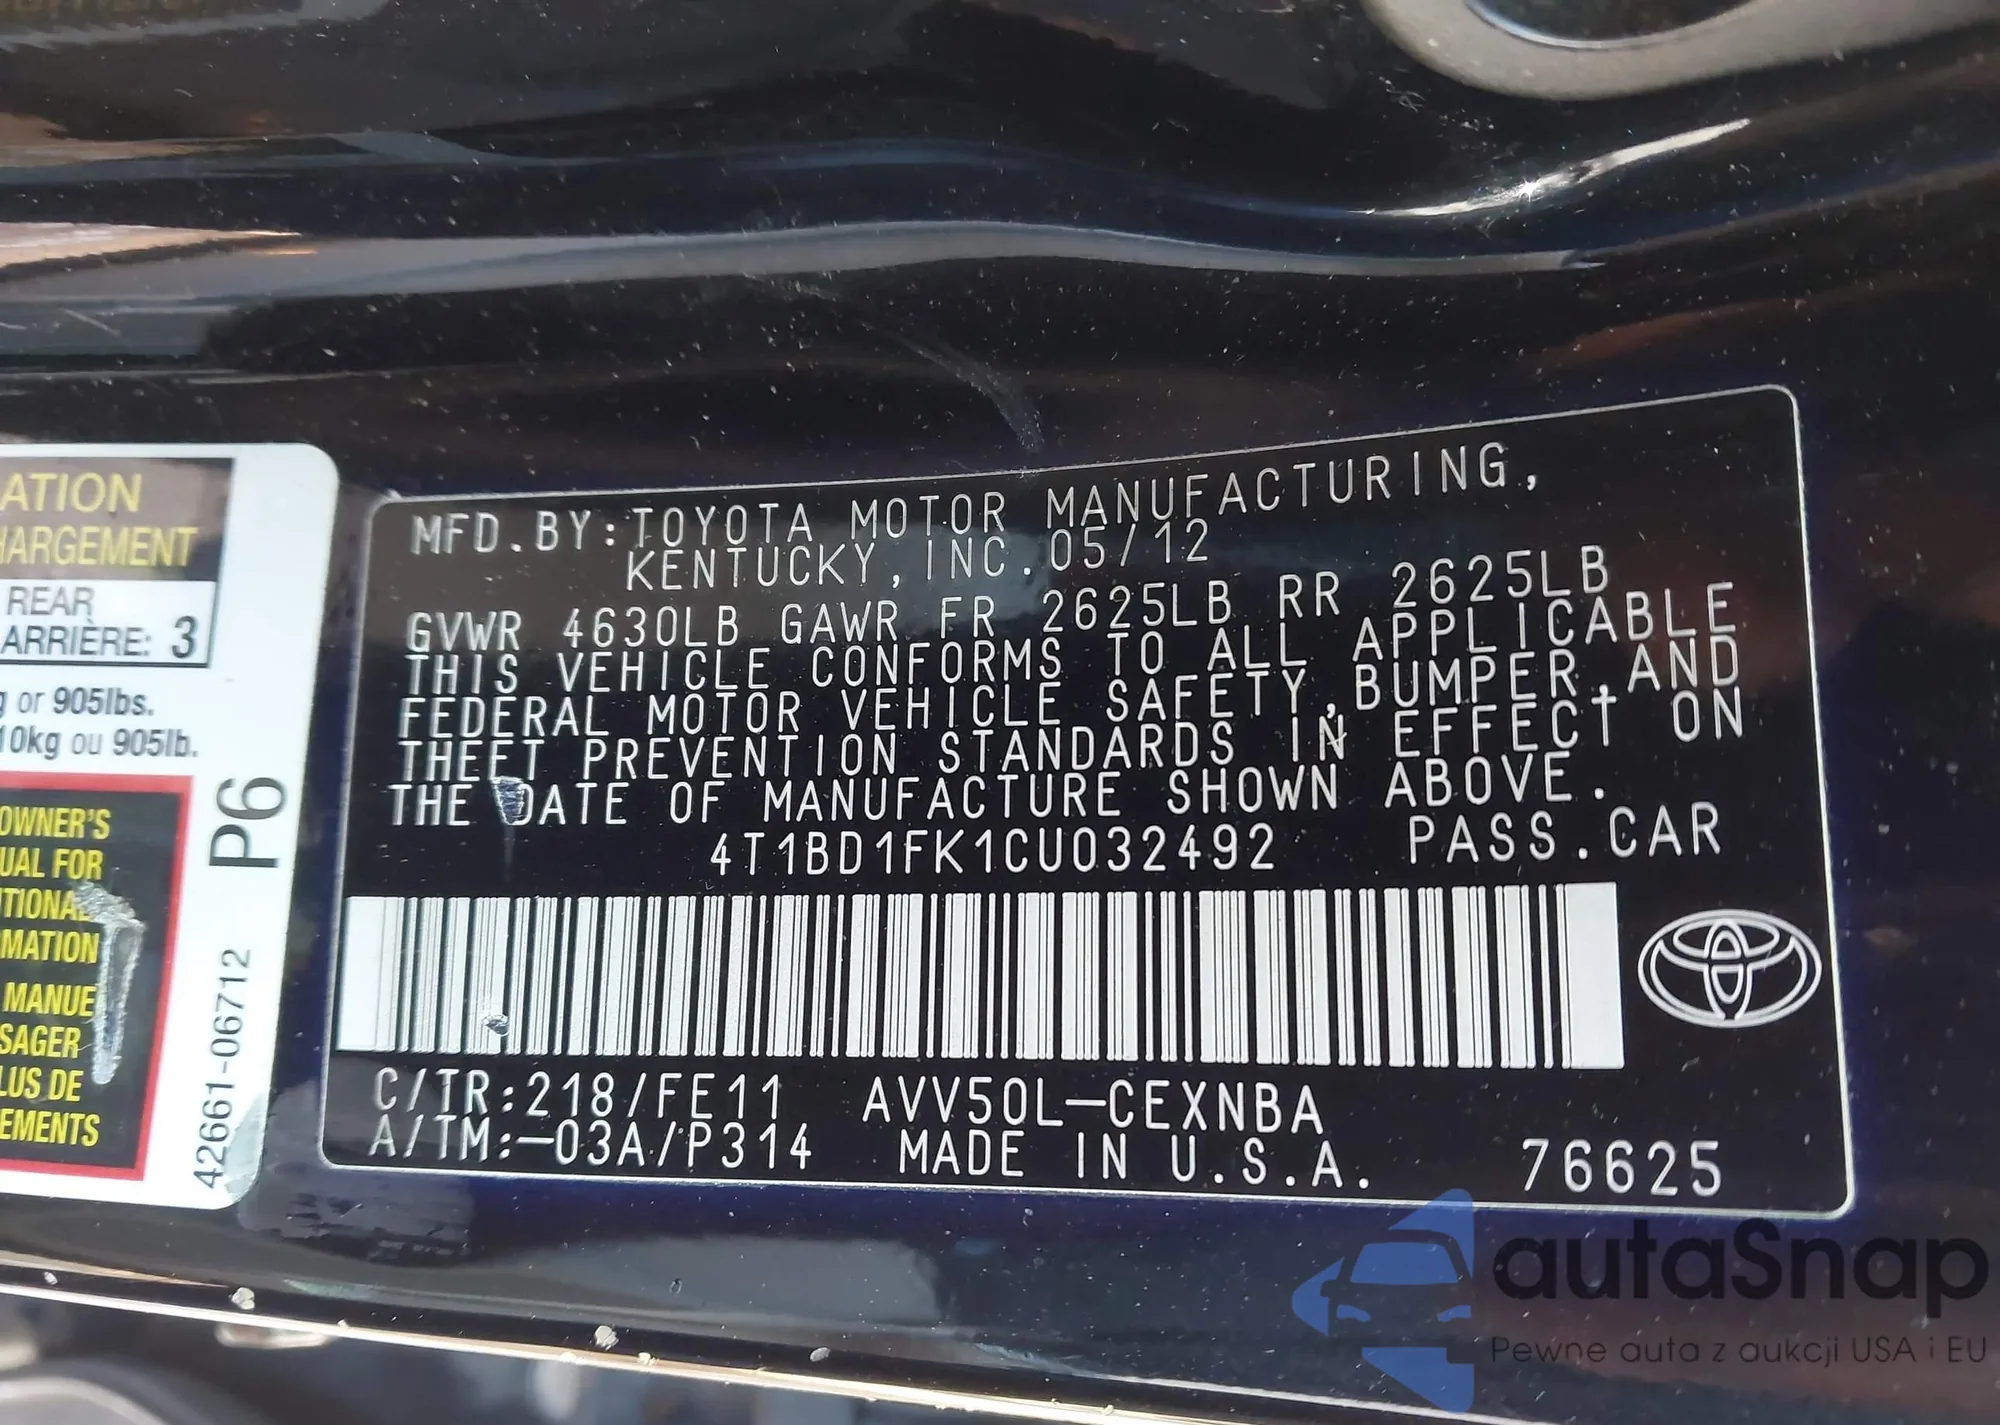 ATION
HARGEMENT
REAR
ARRIÈRE: 3
g or 905lbs.
10kg ou 905lb.
OWNER'S
UAL FOR
ITIONA
MATION
MANUE
SAGER
LUS DE
EMENTS
P6
42661-06712
MFD.BY:TOYOTA MOTOR MANUFACTURING,
KENTUCKY,INC.05/12
GVWR 4630LB GAWR FR 2625LB RR 2625LB
THIS VEHICLE CONFORMS TO ALL APPLICABLE
FEDERAL MOTOR VEHICLE SAFETY,BUMPER,AND
THEFT PREVENTION STANDARDS IN EFFECT ON
THE DATE OF MANUFACTURE SHOWN ABOVE.
4T1BD1FK1CU032492 PASS.CAR
C/TR:218/FE11 AVV50L-CEXNBA
A/TM:-03A/P314 MADE IN U.S.A. 76625
autaSnap
Pewne auta z aukcji USA i EU